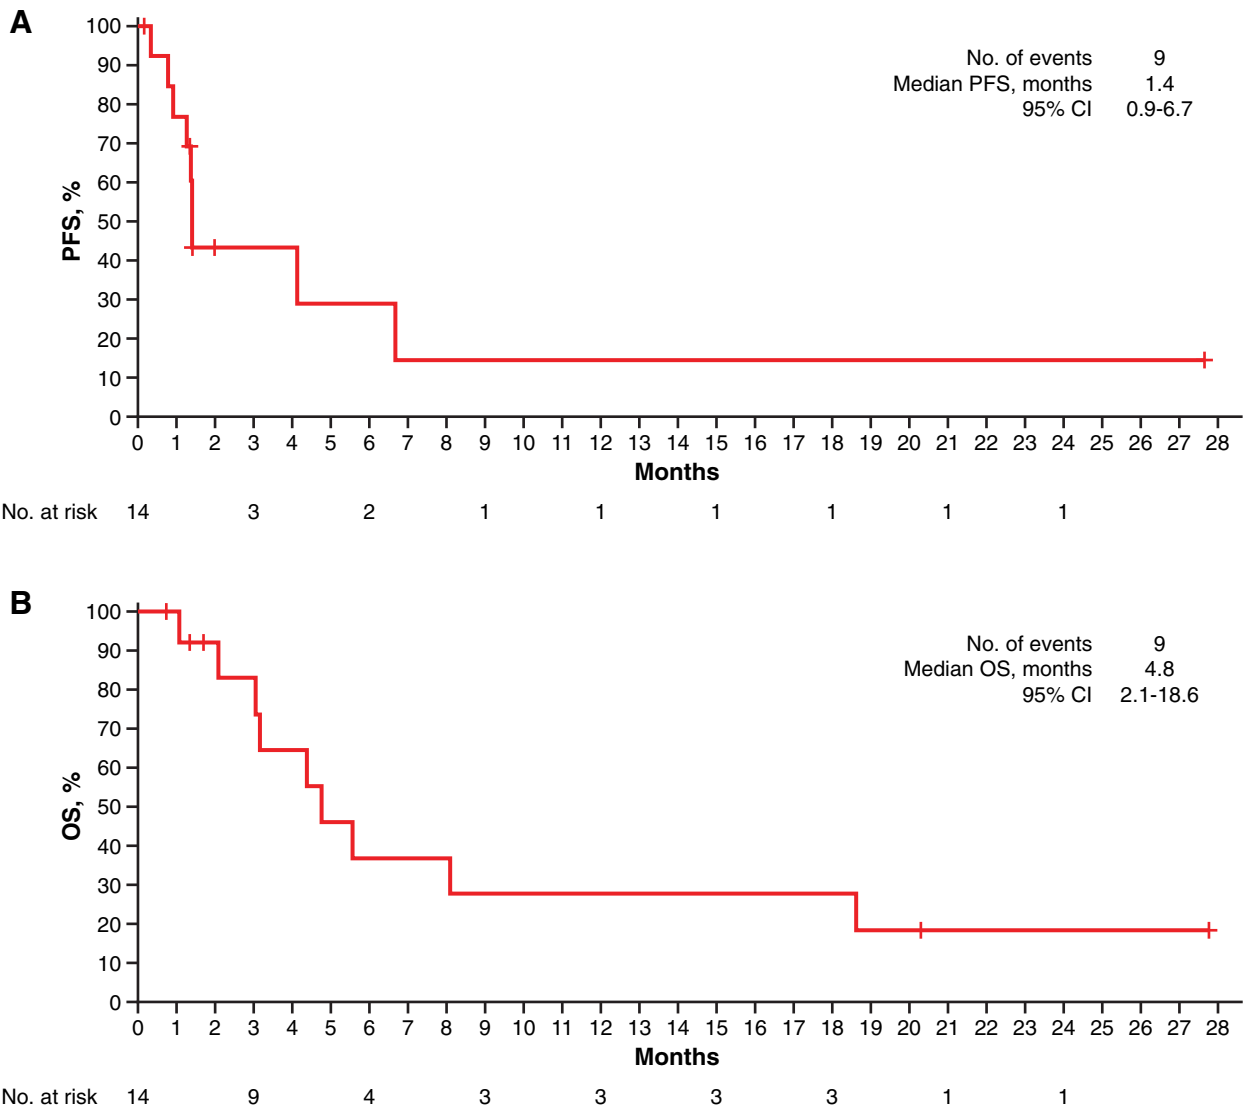 A
No. of events 9
Median PFS, months 1.4
95% CI 0.9-6.7
PFS, %
100
90
80
70
60
50
40
30
20
10
0
0 1 2 3 4 5 6 7 8 9 10 11 12 13 14 15 16 17 18 19 20 21 22 23 24 25 26 27 28
Months
No. at risk 14 3 2 1 1 1 1 1 1
B
No. of events 9
Median OS, months 4.8
95% CI 2.1-18.6
OS, %
100
90
80
70
60
50
40
30
20
10
0
0 1 2 3 4 5 6 7 8 9 10 11 12 13 14 15 16 17 18 19 20 21 22 23 24 25 26 27 28
Months
No. at risk 14 9 4 3 3 3 3 1 1